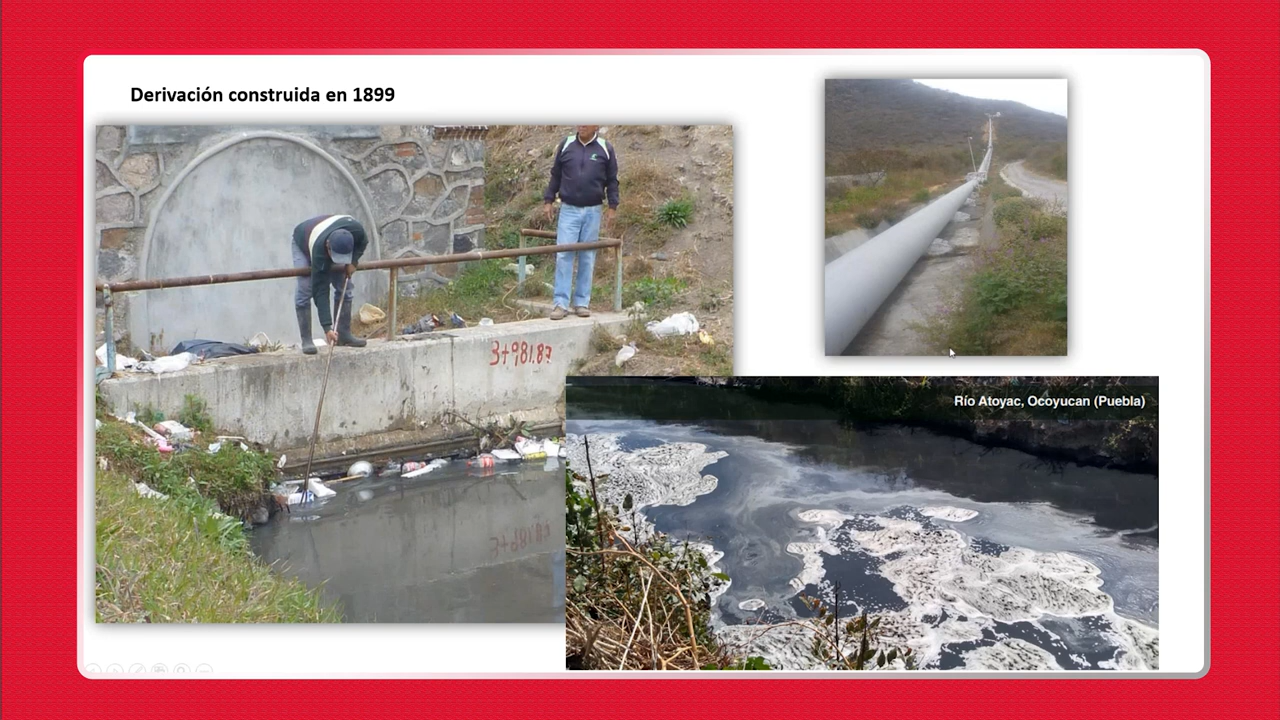 Derivación construida en 1899
3+981.87
Río Atoyac, Ocoyucan (Puebla)